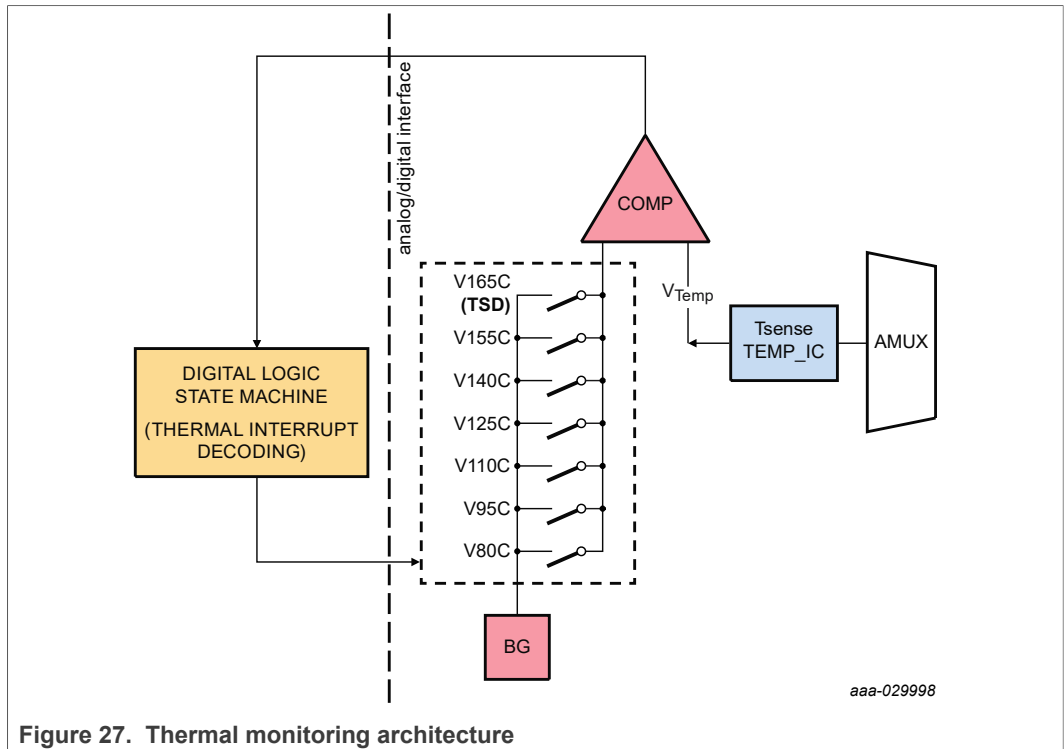 analog/digital interface
COMP
V165C
(TSD)
V155C
V140C
V125C
V110C
V95C
V80C
VTemp
Tsense
TEMP_IC
AMUX
DIGITAL LOGIC
STATE MACHINE
(THERMAL INTERRUPT
DECODING)
BG
aaa-029998
Figure 27. Thermal monitoring architecture